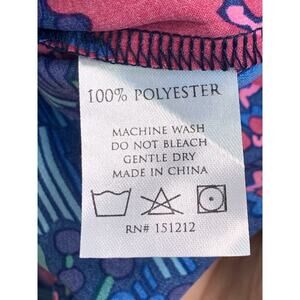 100% POLYESTER
MACHINE WASH
DO NOT BLEACH
GENTLE DRY
MADE IN CHINA
RN# 151212